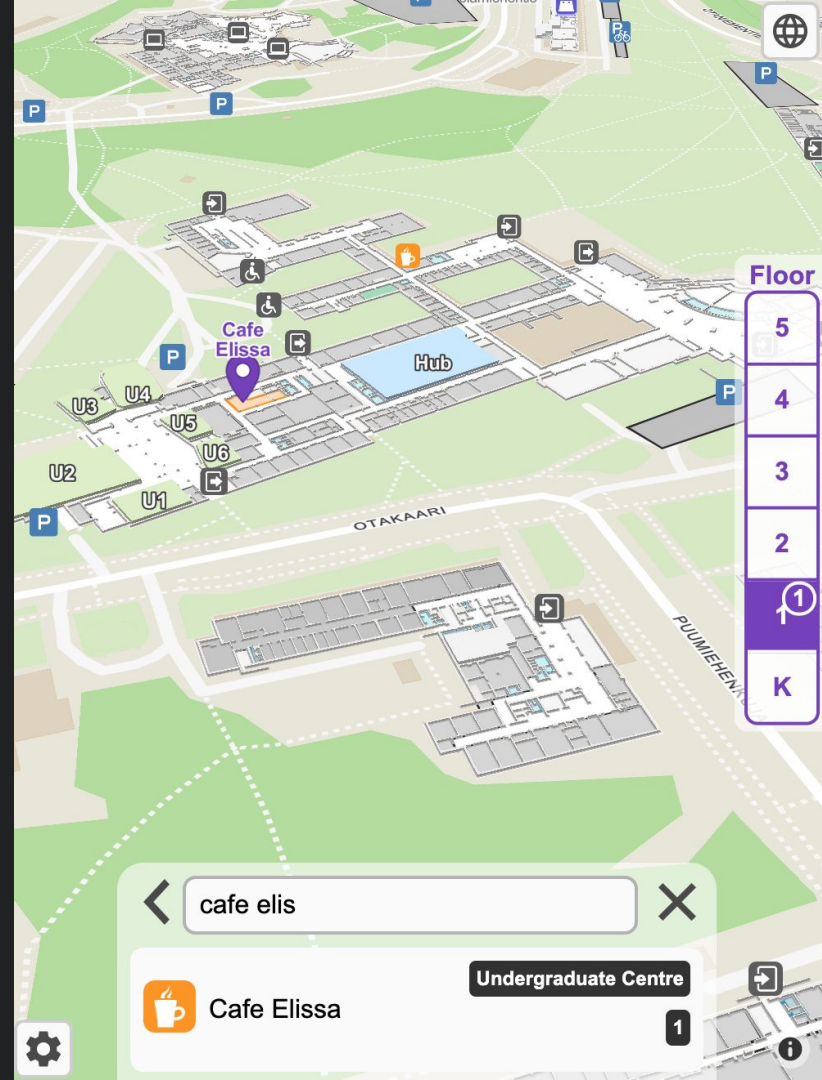 P
P
P
P
Floor
5
Cafe
Elissa
P
Hub
U4
U3
P
4
U5
U6
3
U2
U1
P
OTAKAARI
2
1
1
K
cafe elis
Undergraduate Centre
Cafe Elissa
1